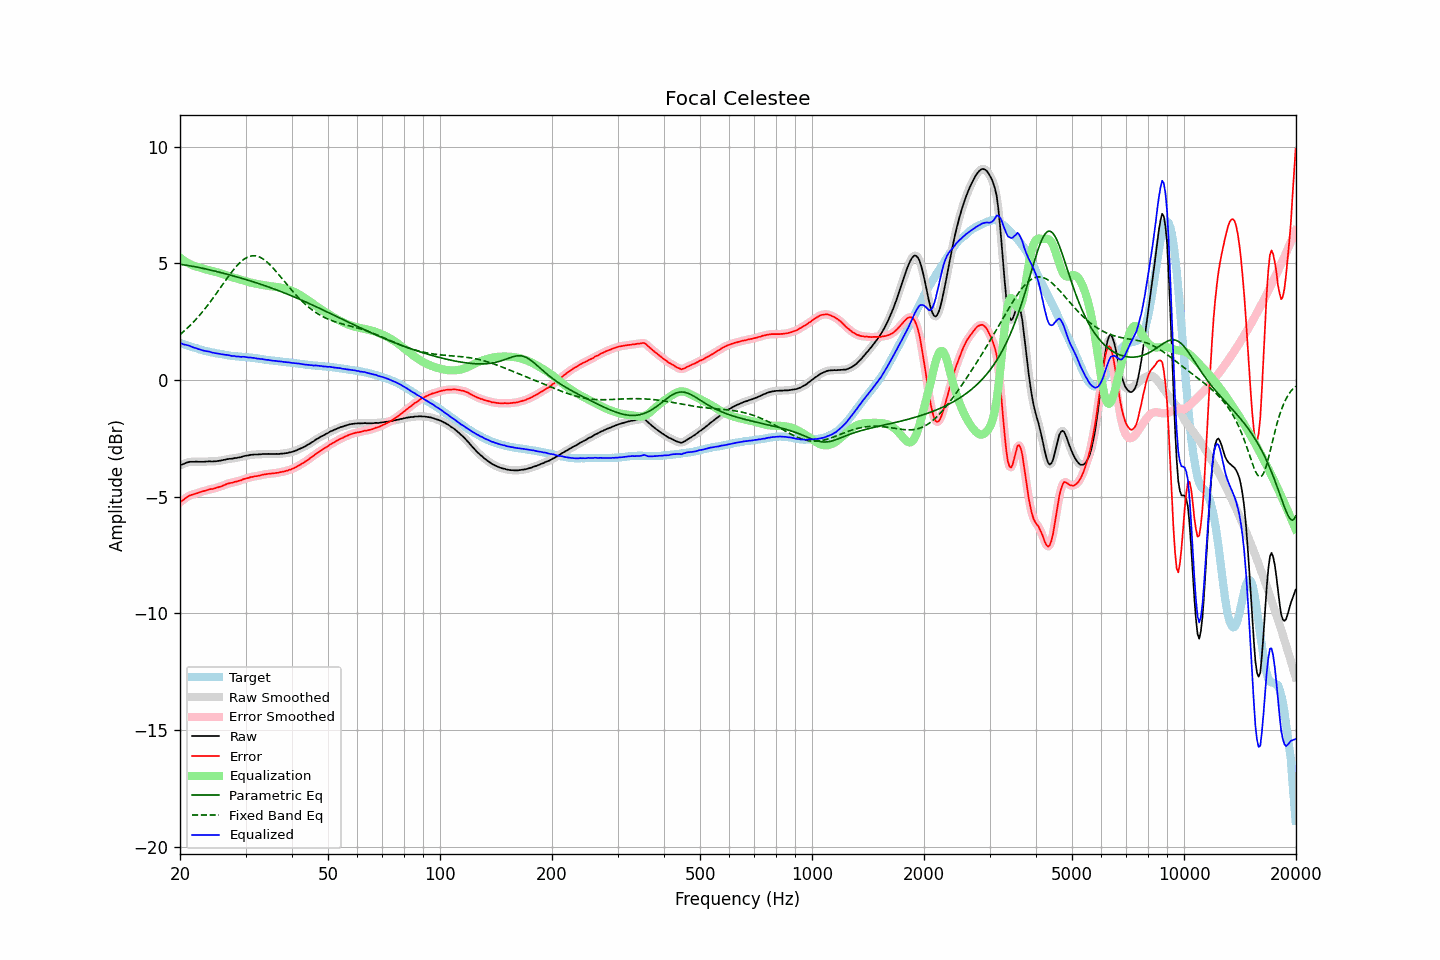 Focal Celestee
10
5
0
−5
−10
−15
−20
Amplitude (dBr)
Target
Raw Smoothed
Error Smoothed
Raw
Error
Equalization
Parametric Eq
Fixed Band Eq
Equalized
20 50 100 200 500 1000 2000 5000 10000 20000
Frequency (Hz)